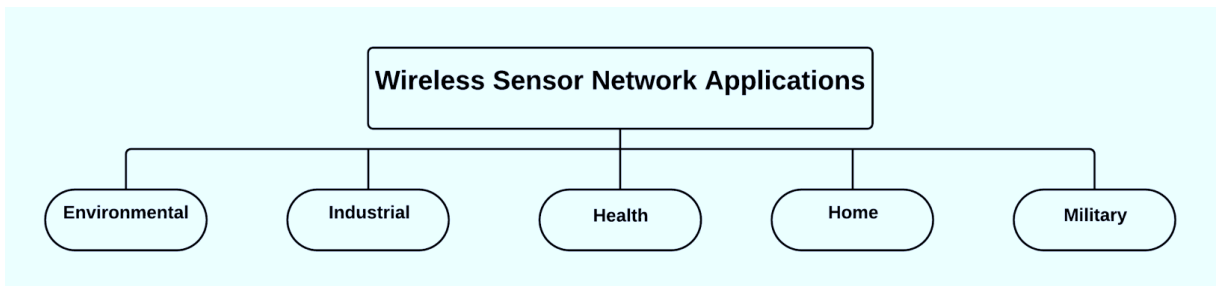 Wireless Sensor Network Applications
Environmental
Industrial
Health
Home
Military